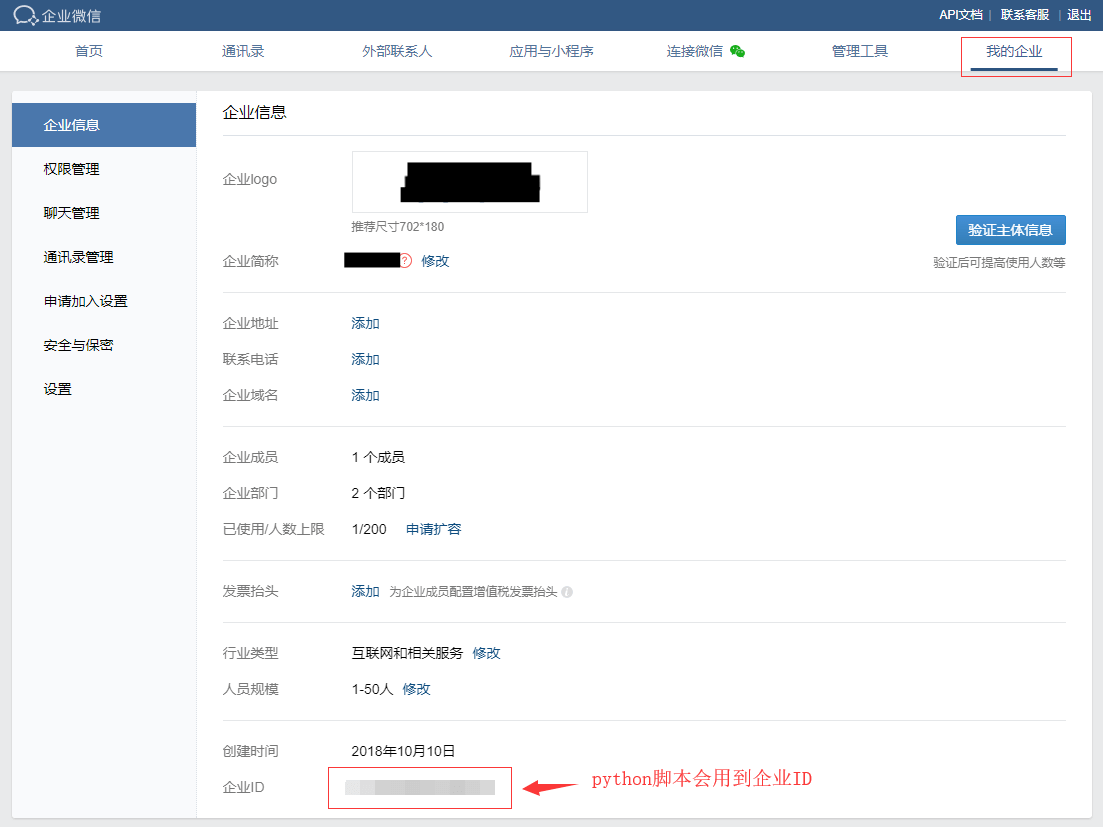 企业微信
API文档 | 联系客服 | 退出
首页 通讯录 外部联系人 应用与小程序 连接微信 管理工具 我的企业
企业信息
权限管理
聊天管理
通讯录管理
申请加入设置
安全与保密
设置
企业信息
企业logo
推荐尺寸702*180
验证主体信息
验证后可提高使用人数等
企业简称 ? 修改
企业地址 添加
联系电话 添加
企业域名 添加
企业成员 1 个成员
企业部门 2 个部门
已使用/人数上限 1/200 申请扩容
发票抬头 添加 为企业成员配置增值税发票抬头 i
行业类型 互联网和相关服务 修改
人员规模 1-50人 修改
创建时间 2018年10月10日
企业ID
python脚本会用到企业ID